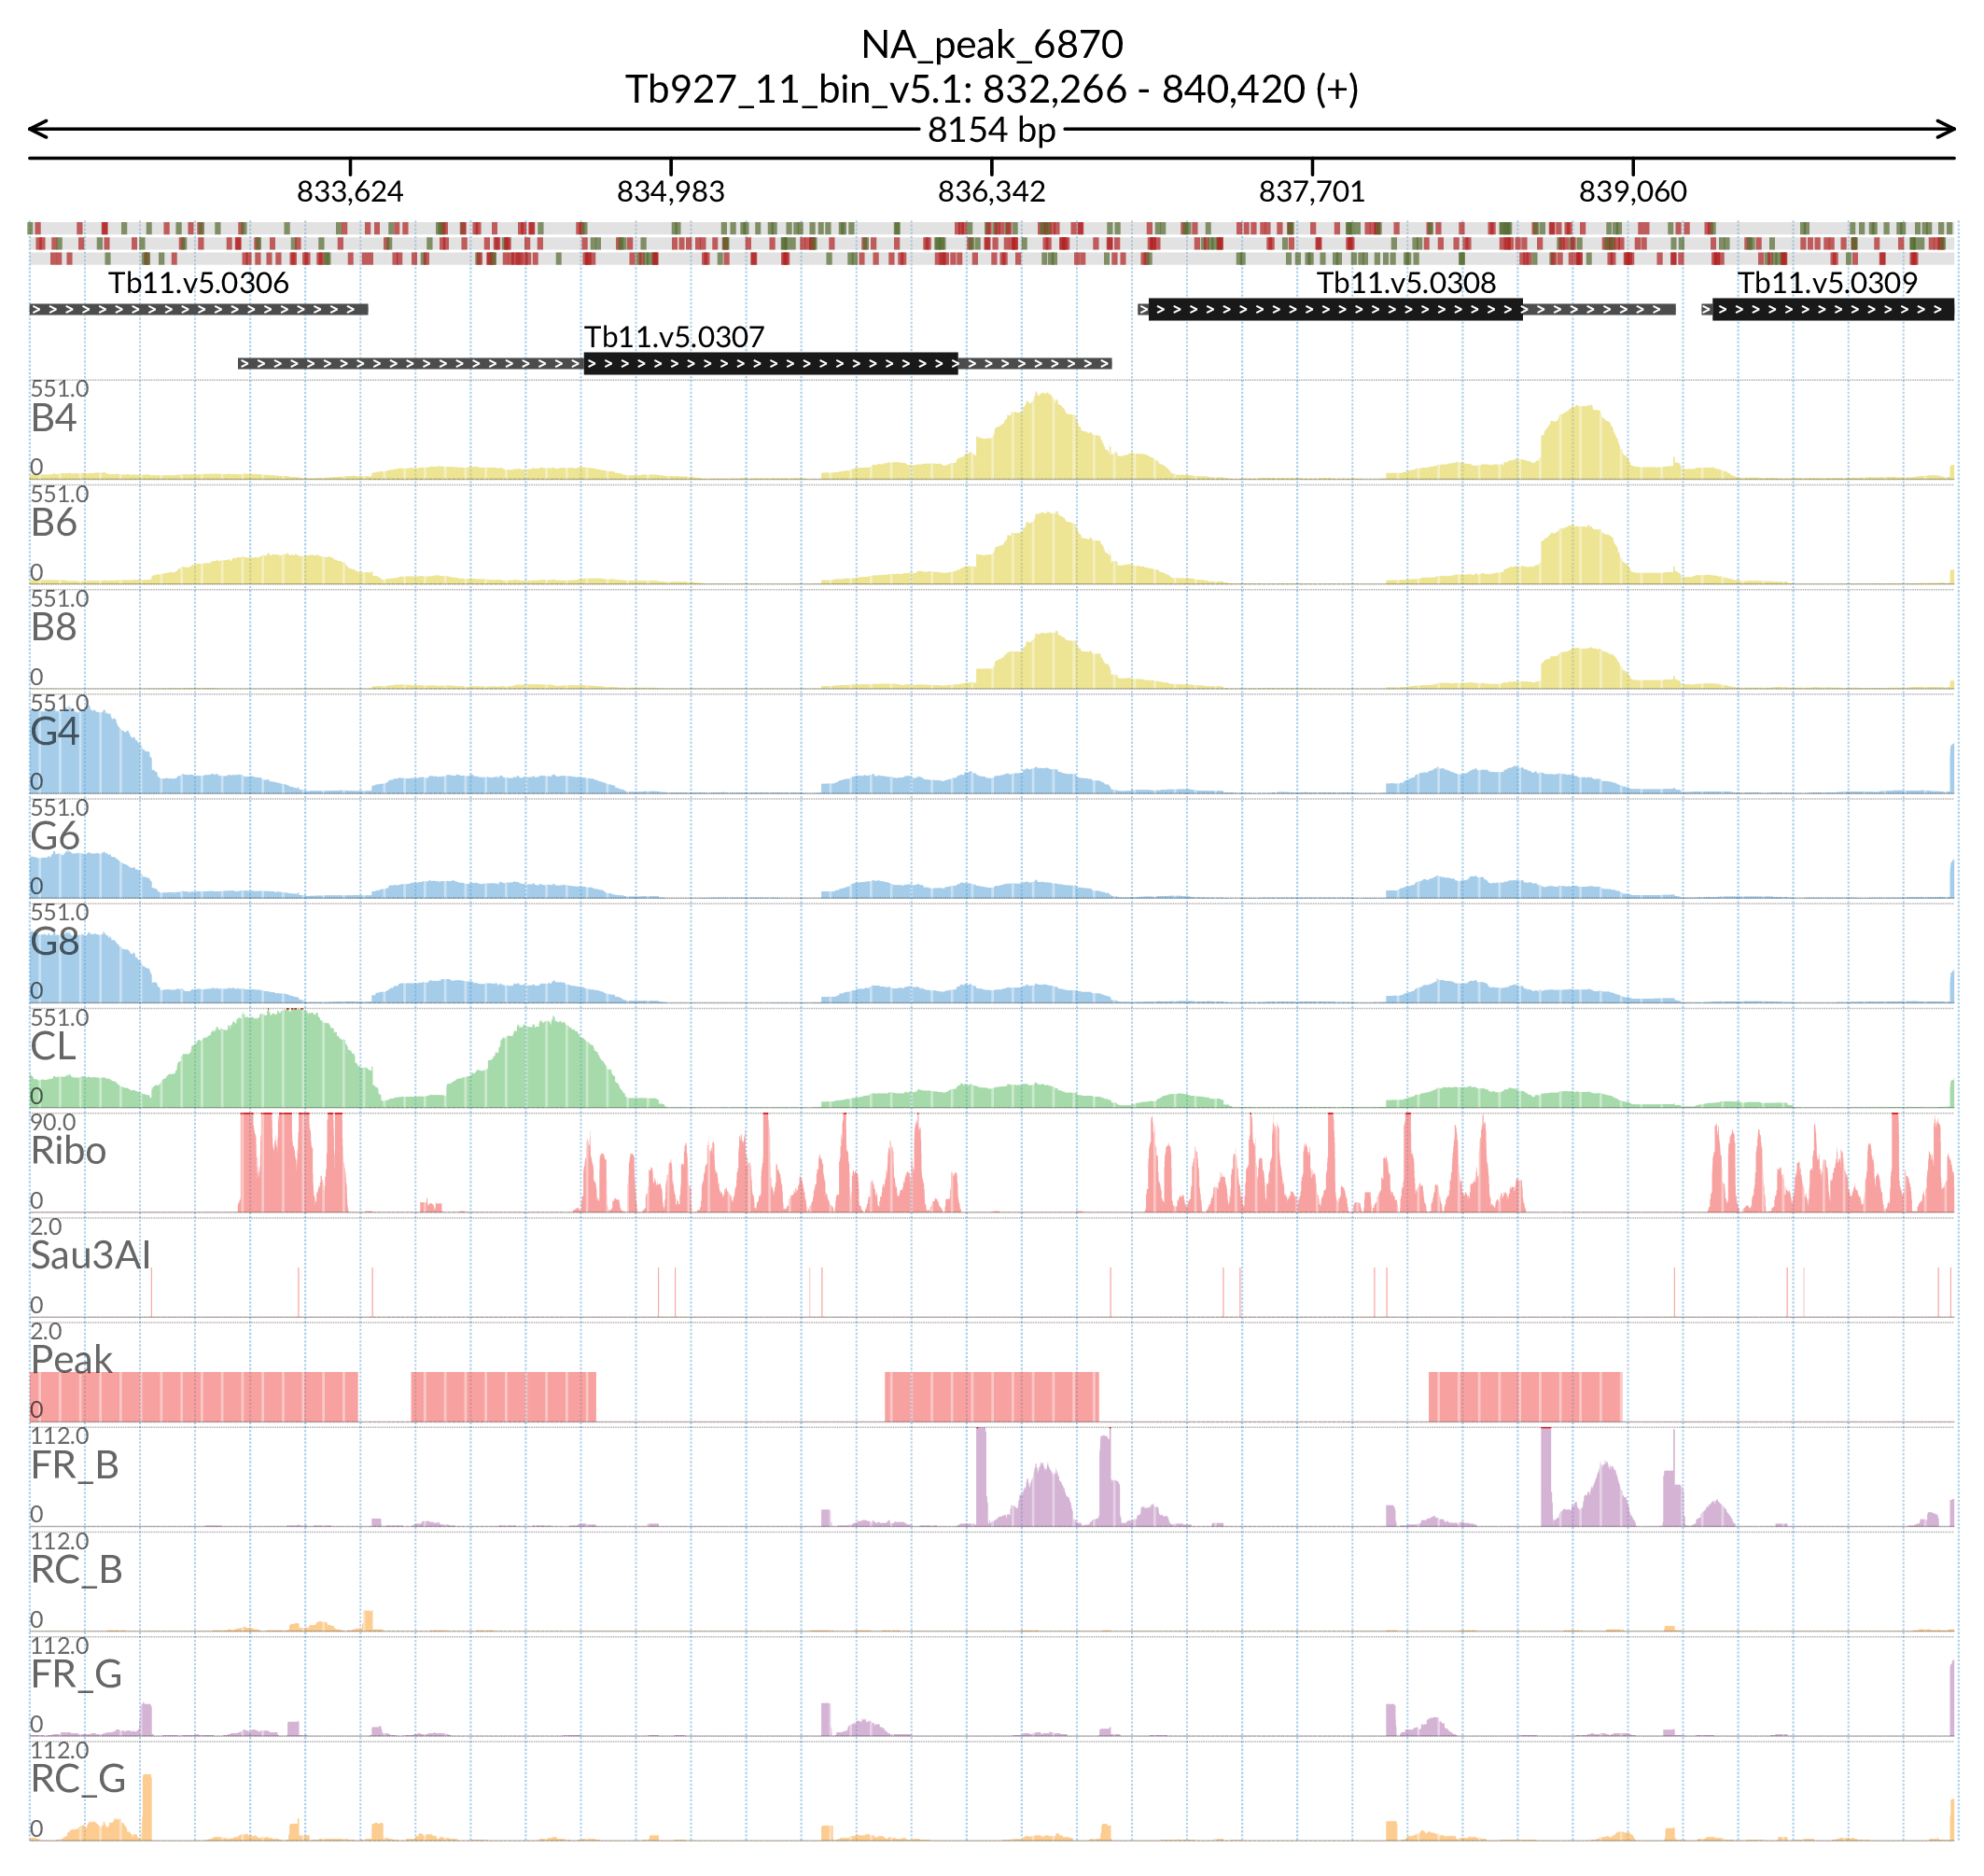 NA_peak_6870
Tb927_11_bin_v5.1: 832,266 - 840,420 (+)
8154 bp
833,624 834,983 836,342 837,701 839,060
Tb11.v5.0306 Tb11.v5.0308 Tb11.v5.0309
Tb11.v5.0307
551.0
B4
0
551.0
B6
0
551.0
B8
0
551.0
G4
0
551.0
G6
0
551.0
G8
0
551.0
CL
0
90.0
Ribo
0
2.0
Sau3AI
0
2.0
Peak
0
112.0
FR_B
0
112.0
RC_B
0
112.0
FR_G
0
112.0
RC_G
0